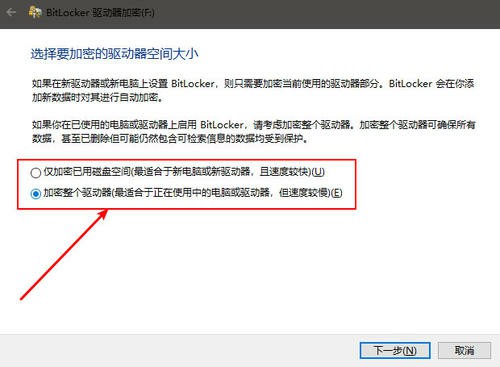 BitLocker 驱动器加密(F:)
选择要加密的驱动器空间大小
如果在新驱动器或新电脑上设置 BitLocker，则只需要加密当前使用的驱动器部分。BitLocker 会在你添
加新数据时对其进行自动加密。
如果你在已使用的电脑或驱动器上启用 BitLocker，请考虑加密整个驱动器。加密整个驱动器可确保所有
数据，甚至已删除但可能仍然包含可检索信息的数据均受到保护。
仅加密已用磁盘空间(最适合于新电脑或新驱动器，且速度较快)(U)
加密整个驱动器(最适合于正在使用中的电脑或驱动器，但速度较慢)(E)
下一步(N)
取消